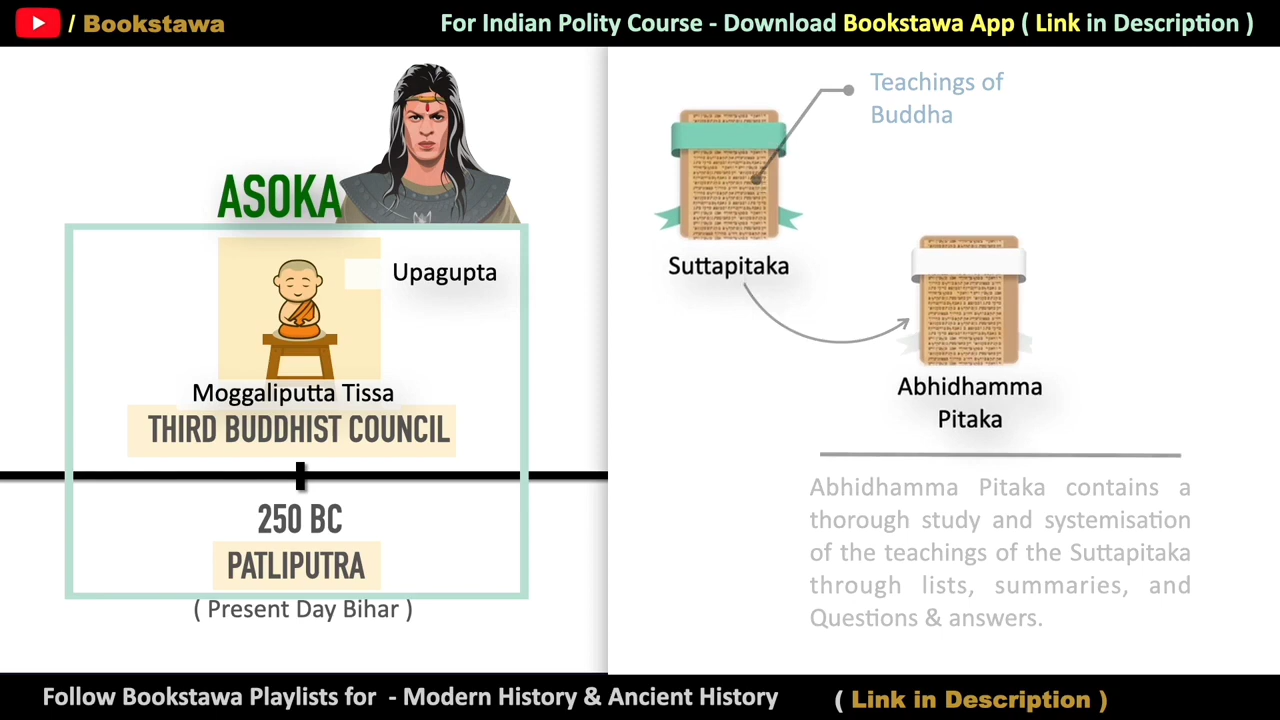 / Bookstawa
For Indian Polity Course - Download Bookstawa App ( Link in Description )
ASOKA
Upagupta
Moggaliputta Tissa
THIRD BUDDHIST COUNCIL
250 BC
PATLIPUTRA
( Present Day Bihar )
Teachings of
Buddha
Suttapitaka
Abhidhamma
Pitaka
Abhidhamma Pitaka contains a
thorough study and systemisation
of the teachings of the Suttapitaka
through lists, summaries, and
Questions & answers.
Follow Bookstawa Playlists for - Modern History & Ancient History
( Link in Description )